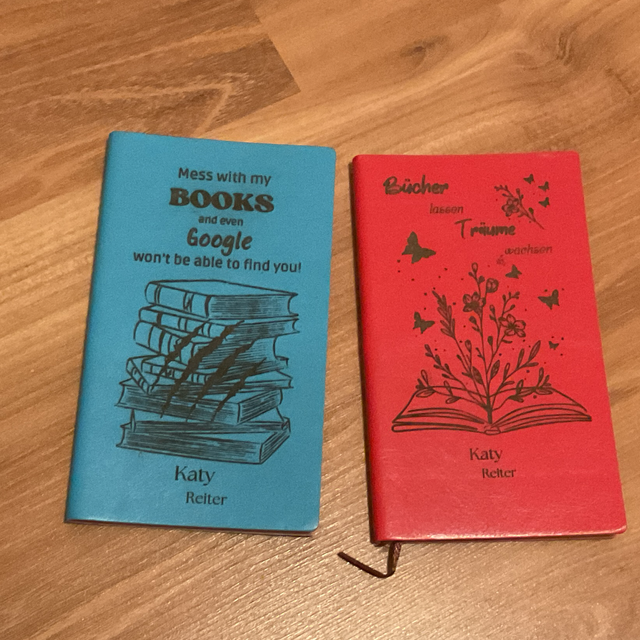 Mess with my
BOOKS
and even
Google
won't be able to find you!
Katy
Reiter
Bücher
lassen
Träume
wachsen
Katy
Reiter